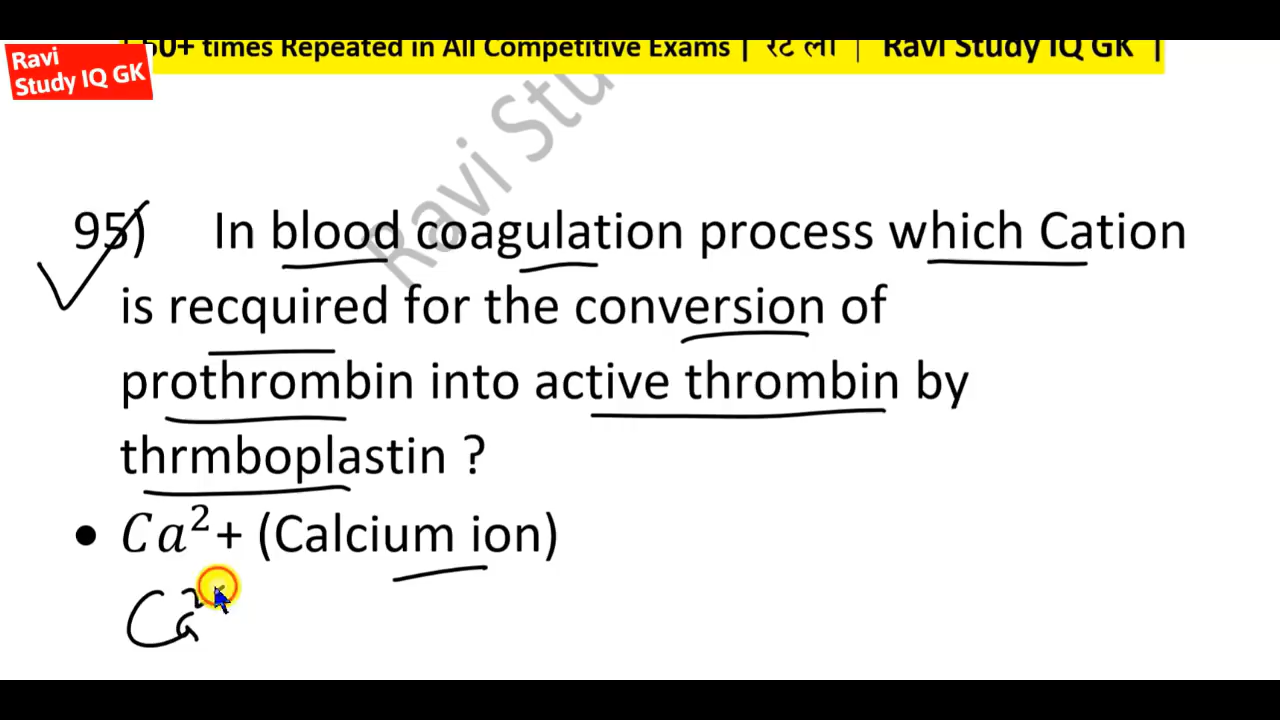 50+ times Repeated in All Competitive Exams | रट लो | Ravi Study IQ GK |
Ravi
Study IQ GK
Ravi Stu
95) In blood coagulation process which Cation
is recquired for the conversion of
prothrombin into active thrombin by
thrmboplastin ?
• Ca²+ (Calcium ion)
Ca²